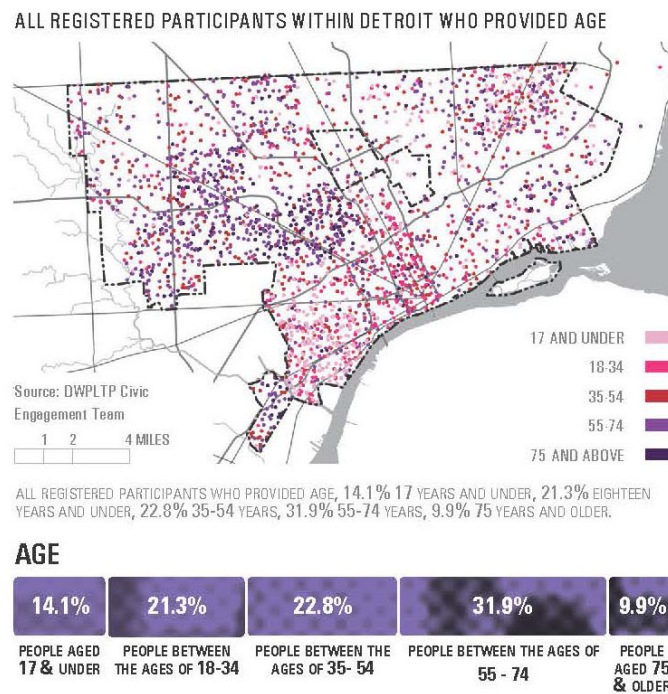 ALL REGISTERED PARTICIPANTS WITHIN DETROIT WHO PROVIDED AGE
17 AND UNDER
18-34
35-54
55-74
75 AND ABOVE
Source: DWPLTP Civic
Engagement Team
1 2 4 MILES
ALL REGISTERED PARTICIPANTS WHO PROVIDED AGE, 14.1% 17 YEARS AND UNDER, 21.3% EIGHTEEN
YEARS AND UNDER, 22.8% 35-54 YEARS, 31.9% 55-74 YEARS, 9.9% 75 YEARS AND OLDER.
AGE
14.1% 21.3% 22.8% 31.9% 9.9%
PEOPLE AGED
17 & UNDER
PEOPLE BETWEEN
THE AGES OF 18-34
PEOPLE BETWEEN THE
AGES OF 35- 54
PEOPLE BETWEEN THE AGES OF
55 - 74
PEOPLE
AGED 75
& OLDER